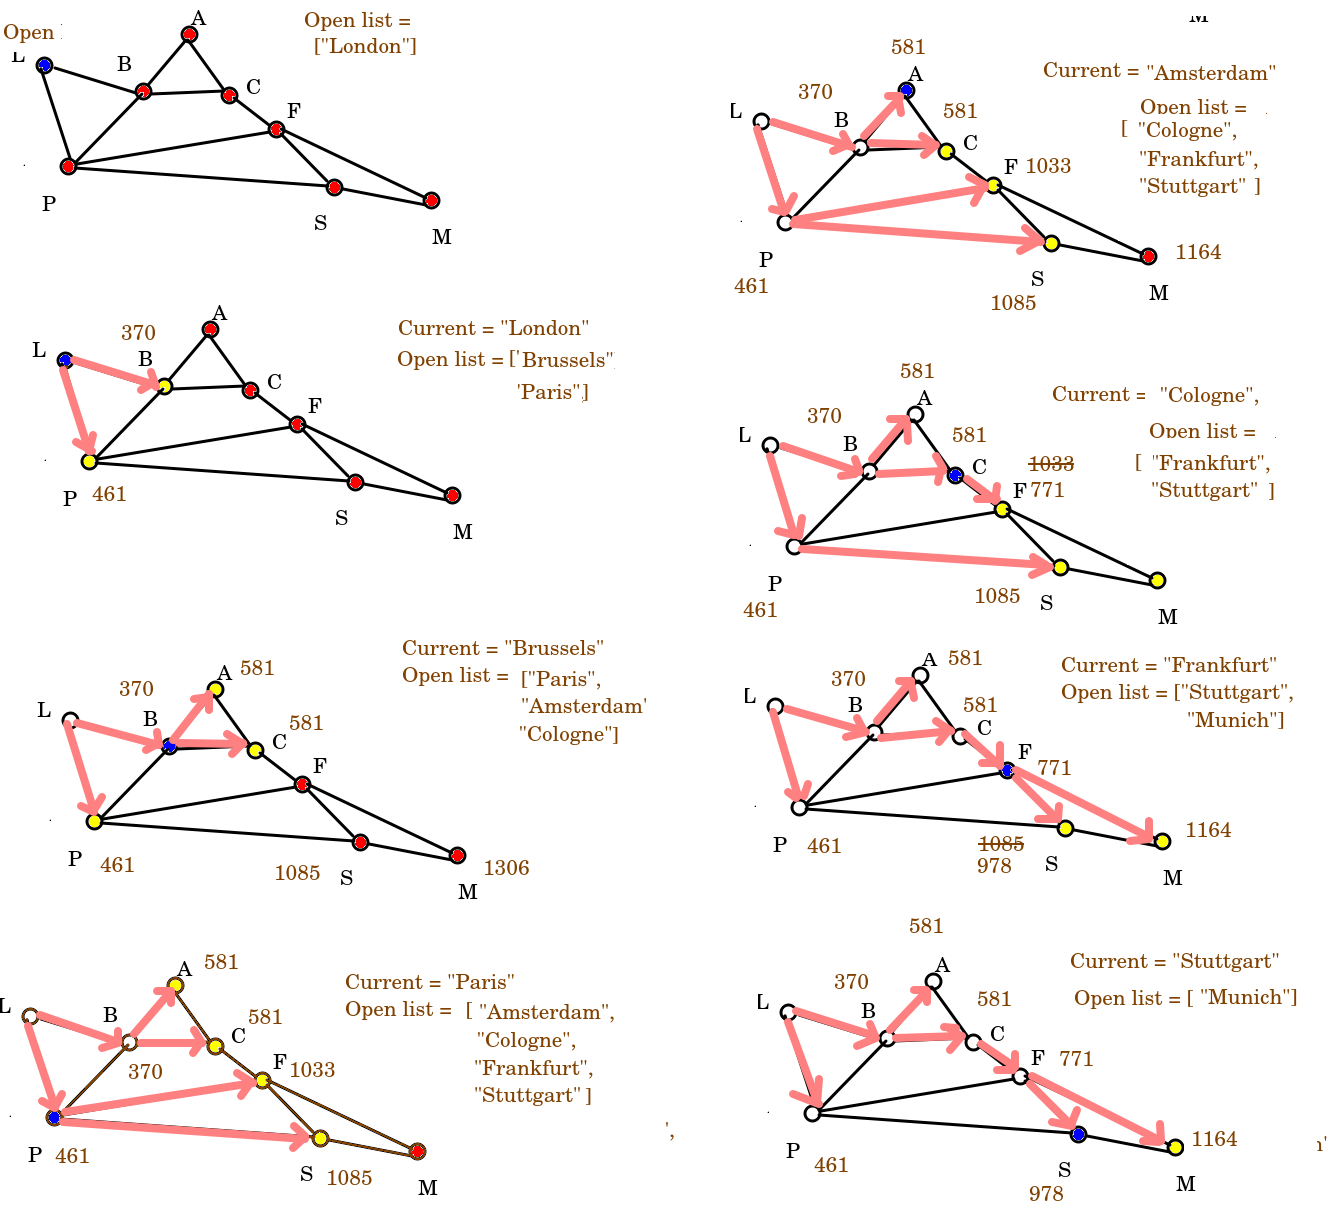 Open
A
Open list =
["London"]
L
B
C
F
P
S
M
A
370
L
B
C
F
P
461
S
M
Current = "London"
Open list = ['Brussels"
'Paris"]
Current = "Brussels"
Open list = ["Paris",
"Amsterdam'
"Cologne"]
A
581
370
L
B
581
C
F
P
461
1085
S
1306
M
A
581
L
B
581
C
370
F
1033
P
461
S
1085
M
Current = "Paris"
Open list = [ "Amsterdam",
"Cologne",
"Frankfurt",
"Stuttgart" ]
',
M
581
A
370
L
B
581
C
F
1033
P
461
S
1085
1164
M
Current = "Amsterdam"
Open list =
[ "Cologne",
"Frankfurt",
"Stuttgart" ]
581
A
370
L
B
581
C
1033
F
771
P
461
1085
S
M
Current = "Cologne",
Open list =
[ "Frankfurt",
"Stuttgart" ]
A
581
370
L
B
581
C
F
771
P
461
1085
978
S
1164
M
Current = "Frankfurt"
Open list = ["Stuttgart",
"Munich"]
581
A
370
L
B
581
C
F
771
P
461
S
978
1164
M
Current = "Stuttgart"
Open list = [ "Munich"]